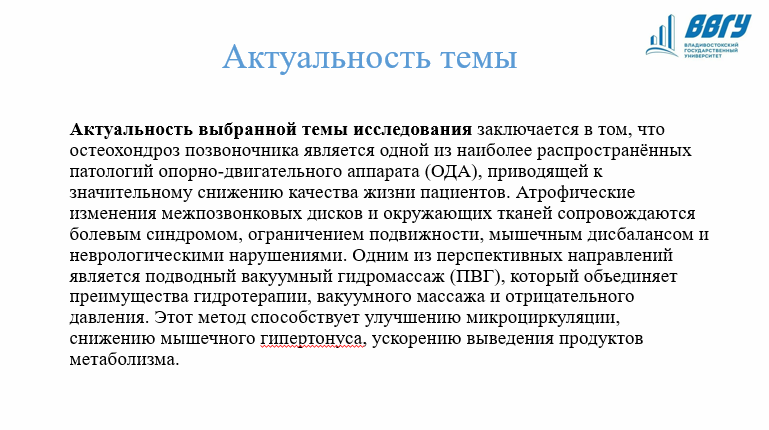 ВВГУ
ВЛАДИВОСТОКСКИЙ
ГОСУДАРСТВЕННЫЙ
УНИВЕРСИТЕТ
Актуальность темы
Актуальность выбранной темы исследования заключается в том, что
остеохондроз позвоночника является одной из наиболее распространённых
патологий опорно-двигательного аппарата (ОДА), приводящей к
значительному снижению качества жизни пациентов. Атрофические
изменения межпозвонковых дисков и окружающих тканей сопровождаются
болевым синдромом, ограничением подвижности, мышечным дисбалансом и
неврологическими нарушениями. Одним из перспективных направлений
является подводный вакуумный гидромассаж (ПВГ), который объединяет
преимущества гидротерапии, вакуумного массажа и отрицательного
давления. Этот метод способствует улучшению микроциркуляции,
снижению мышечного гипертонуса, ускорению выведения продуктов
метаболизма.